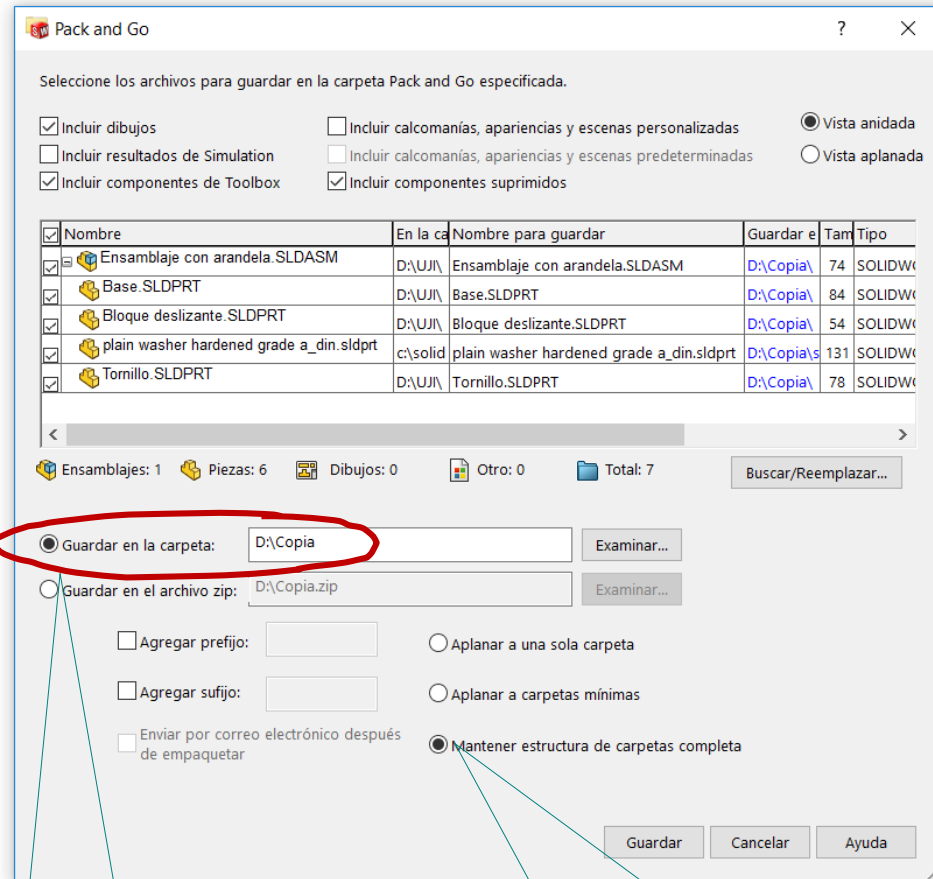 Pack and Go
Seleccione los archivos para guardar en la carpeta Pack and Go especificada.
Incluir dibujos
Incluir calcomanías, apariencias y escenas personalizadas
Vista anidada
Incluir resultados de Simulation
Incluir calcomanías, apariencias y escenas predeterminadas
Vista aplanada
Incluir componentes de Toolbox
Incluir componentes suprimidos
Nombre En la ca Nombre para guardar Guardar e Tam Tipo
Ensamblaje con arandela.SLDASM D:\UJI\ Ensamblaje con arandela.SLDASM D:\Copia\ 74 SOLIDW
Base.SLDPRT D:\UJI\ Base.SLDPRT D:\Copia\ 84 SOLIDW
Bloque deslizante.SLDPRT D:\UJI\ Bloque deslizante.SLDPRT D:\Copia\ 54 SOLIDW
plain washer hardened grade a_din.sldprt c:\solid plain washer hardened grade a_din.sldprt D:\Copia\s 131 SOLIDW
Tornillo.SLDPRT D:\UJI\ Tornillo.SLDPRT D:\Copia\ 78 SOLIDW
Ensamblajes: 1 Piezas: 6 Dibujos: 0 Otro: 0 Total: 7
Buscar/Reemplazar...
Guardar en la carpeta: D:\Copia Examinar...
Guardar en el archivo zip: D:\Copia.zip Examinar...
Agregar prefijo:
Aplanar a una sola carpeta
Agregar sufijo:
Aplanar a carpetas mínimas
Enviar por correo electrónico después
de empaquetar
Mantener estructura de carpetas completa
Guardar Cancelar Ayuda